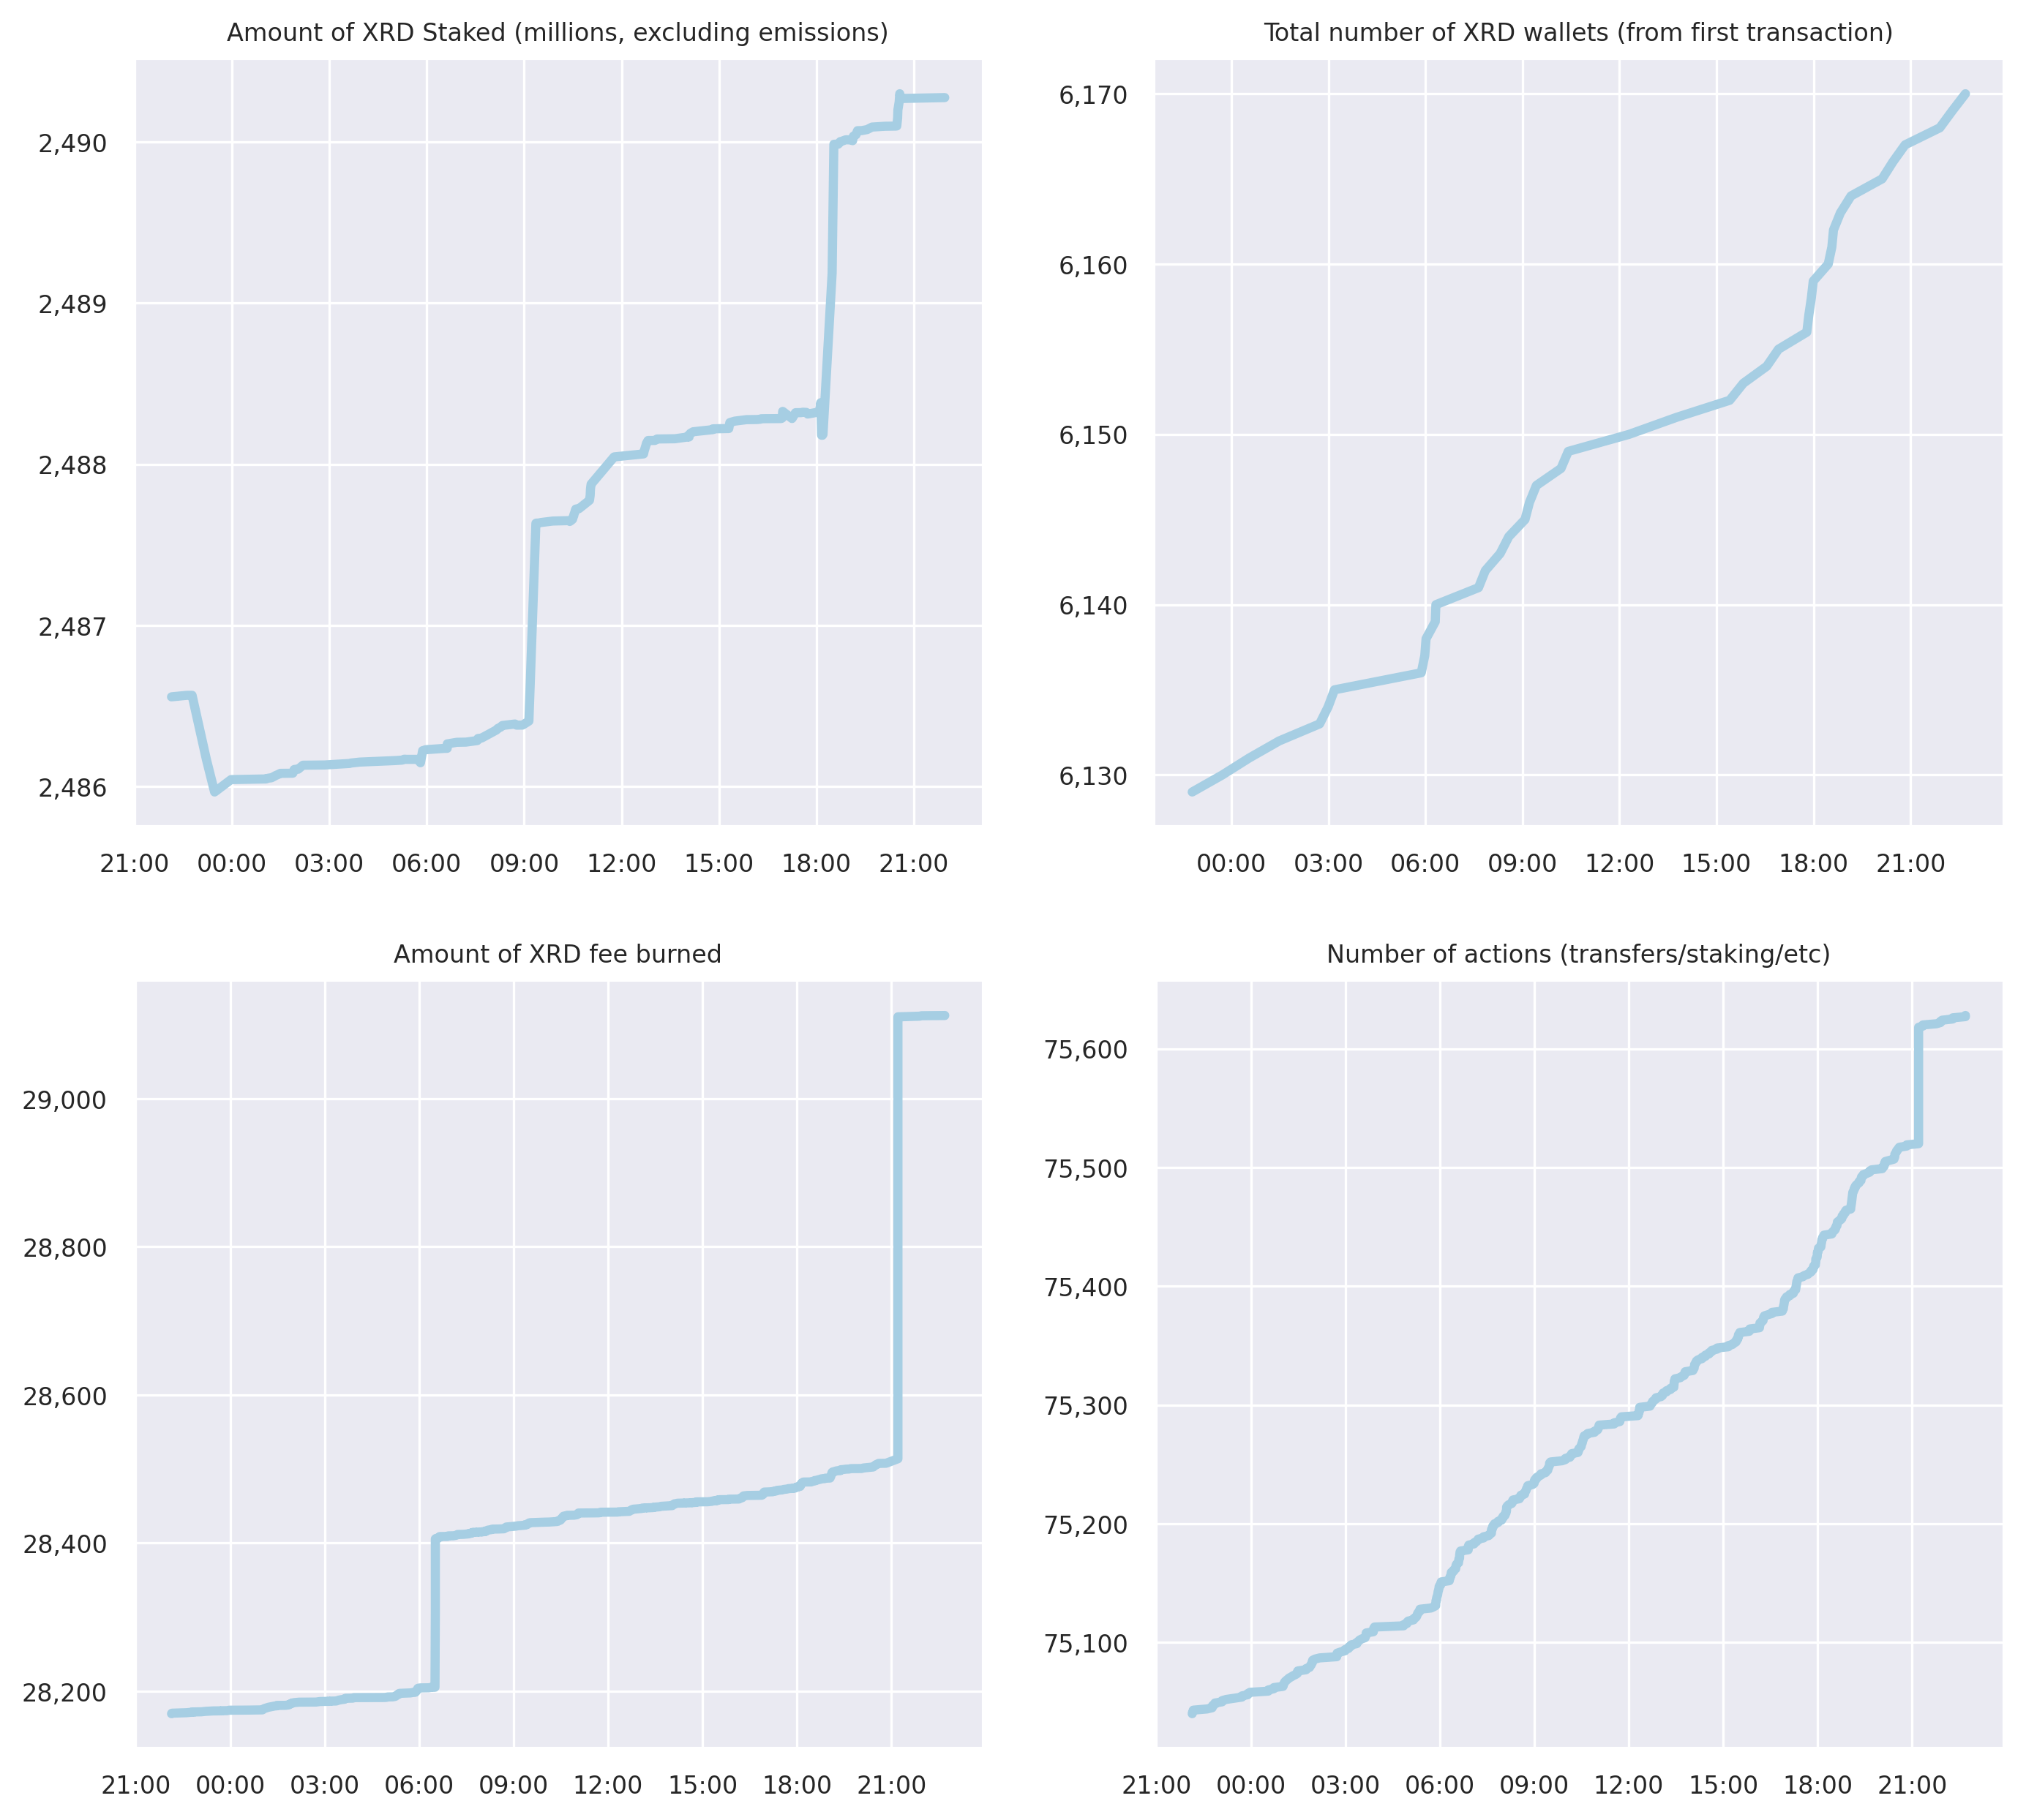 Amount of XRD Staked (millions, excluding emissions)
2,490
2,489
2,488
2,487
2,486
21:00 00:00 03:00 06:00 09:00 12:00 15:00 18:00 21:00
Total number of XRD wallets (from first transaction)
6,170
6,160
6,150
6,140
6,130
00:00 03:00 06:00 09:00 12:00 15:00 18:00 21:00
Amount of XRD fee burned
29,000
28,800
28,600
28,400
28,200
21:00 00:00 03:00 06:00 09:00 12:00 15:00 18:00 21:00
Number of actions (transfers/staking/etc)
75,600
75,500
75,400
75,300
75,200
75,100
21:00 00:00 03:00 06:00 09:00 12:00 15:00 18:00 21:00